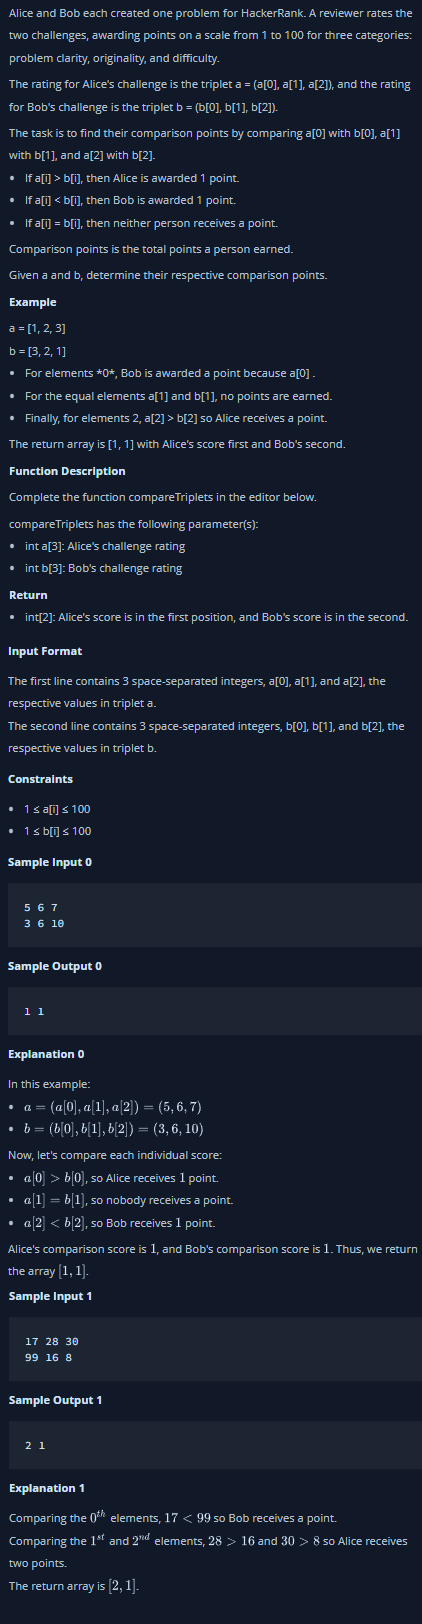 Alice and Bob each created one problem for HackerRank. A reviewer rates the
two challenges, awarding points on a scale from 1 to 100 for three categories:
problem clarity, originality, and difficulty.
The rating for Alice's challenge is the triplet a = (a[0], a[1], a[2]), and the rating
for Bob's challenge is the triplet b = (b[0], b[1], b[2]).
The task is to find their comparison points by comparing a[0] with b[0], a[1]
with b[1], and a[2] with b[2].
• If a[i] > b[i], then Alice is awarded 1 point.
• If a[i] < b[i], then Bob is awarded 1 point.
• If a[i] = b[i], then neither person receives a point.
Comparison points is the total points a person earned.
Given a and b, determine their respective comparison points.
Example
a = [1, 2, 3]
b = [3, 2, 1]
• For elements *0*, Bob is awarded a point because a[0] .
• For the equal elements a[1] and b[1], no points are earned.
• Finally, for elements 2, a[2] > b[2] so Alice receives a point.
The return array is [1, 1] with Alice's score first and Bob's second.
Function Description
Complete the function compareTriplets in the editor below.
compareTriplets has the following parameter(s):
• int a[3]: Alice's challenge rating
• int b[3]: Bob's challenge rating
Return
• int[2]: Alice's score is in the first position, and Bob's score is in the second.
Input Format
The first line contains 3 space-separated integers, a[0], a[1], and a[2], the
respective values in triplet a.
The second line contains 3 space-separated integers, b[0], b[1], and b[2], the
respective values in triplet b.
Constraints
• 1 ≤ a[i] ≤ 100
• 1 ≤ b[i] ≤ 100
Sample Input 0
5 6 7
3 6 10
Sample Output 0
1 1
Explanation 0
In this example:
• a = (a[0], a[1], a[2]) = (5, 6, 7)
• b = (b[0], b[1], b[2]) = (3, 6, 10)
Now, let's compare each individual score:
• a[0] > b[0], so Alice receives 1 point.
• a[1] = b[1], so nobody receives a point.
• a[2] < b[2], so Bob receives 1 point.
Alice's comparison score is 1, and Bob's comparison score is 1. Thus, we return
the array [1, 1].
Sample Input 1
17 28 30
99 16 8
Sample Output 1
2 1
Explanation 1
Comparing the 0th elements, 17 < 99 so Bob receives a point.
Comparing the 1st and 2nd elements, 28 > 16 and 30 > 8 so Alice receives
two points.
The return array is [2, 1].